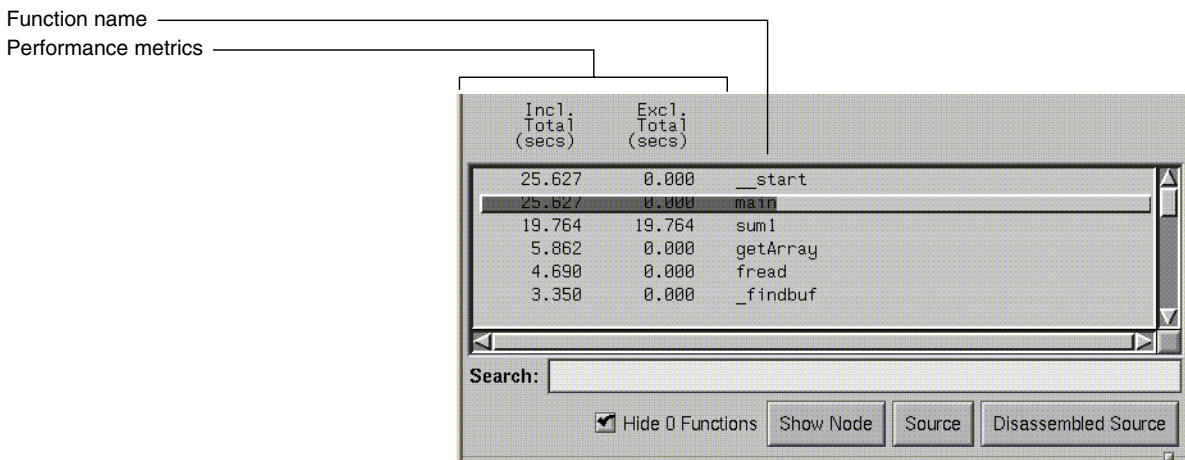 Function name
Performance metrics
Incl. Excl.
Total Total
(secs) (secs)
25.627 0.000 __start
25.627 0.000 main
19.764 19.764 sum1
5.862 0.000 getArray
4.690 0.000 fread
3.350 0.000 _findbuf
Search:
Hide 0 Functions Show Node Source Disassembled Source